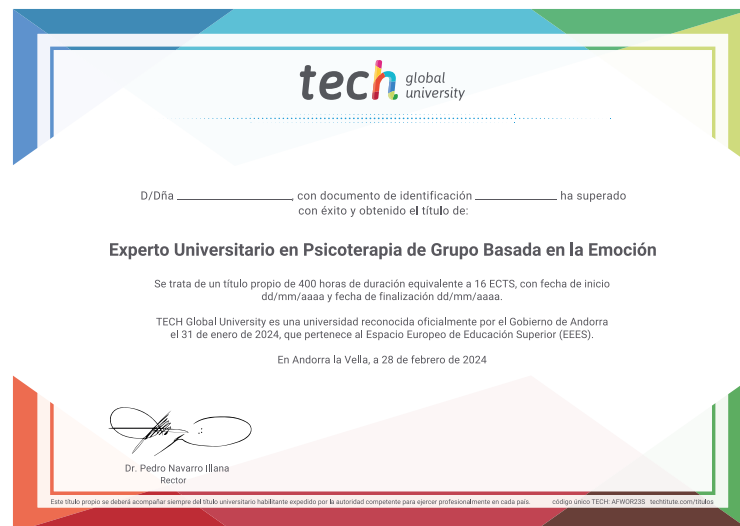 tech global university
D/Dña ____________, con documento de identificación ____________ ha superado
con éxito y obtenido el título de:
Experto Universitario en Psicoterapia de Grupo Basada en la Emoción
Se trata de un título propio de 400 horas de duración equivalente a 16 ECTS, con fecha de inicio
dd/mm/aaaa y fecha de finalización dd/mm/aaaa.
TECH Global University es una universidad reconocida oficialmente por el Gobierno de Andorra
el 31 de enero de 2024, que pertenece al Espacio Europeo de Educación Superior (EEES).
En Andorra la Vella, a 28 de febrero de 2024
Dr. Pedro Navarro Illana
Rector
Este título propio se deberá acompañar siempre del título universitario habilitante expedido por la autoridad competente para ejercer profesionalmente en cada país. código único TECH: AFWOR23S techtitute.com/titulos